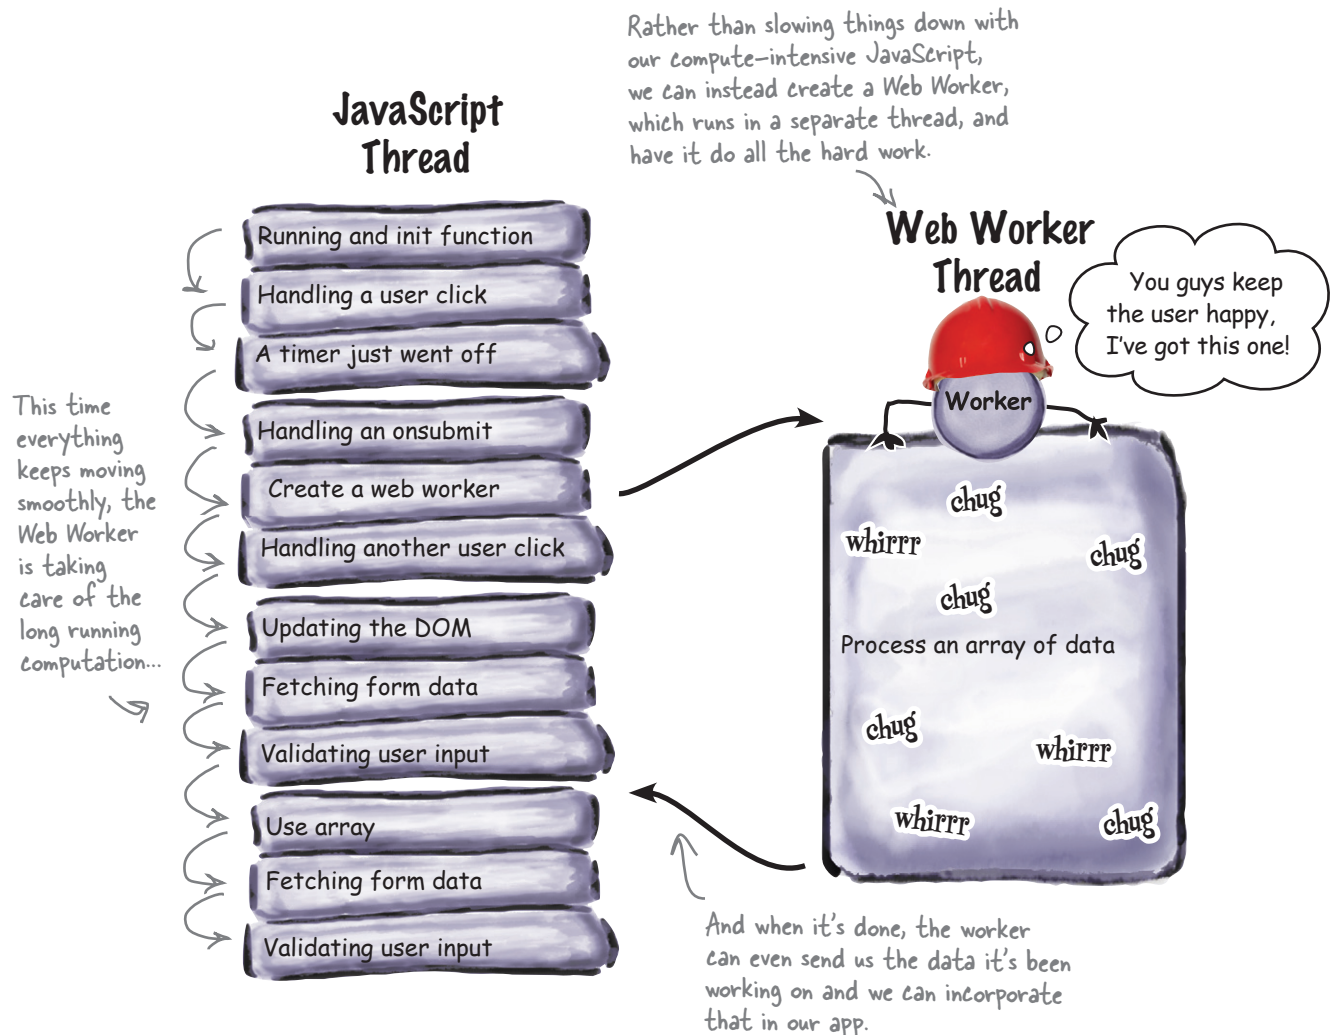 Rather than slowing things down with
our compute-intensive JavaScript,
we can instead create a Web Worker,
which runs in a separate thread, and
have it do all the hard work.
JavaScript
Thread
Running and init function
Handling a user click
A timer just went off
Handling an onsubmit
Create a web worker
Handling another user click
Updating the DOM
Fetching form data
Validating user input
Use array
Fetching form data
Validating user input
This time
everything
keeps moving
smoothly, the
Web Worker
is taking
care of the
long running
computation...
Web Worker
Thread
You guys keep
the user happy,
I've got this one!
Worker
chug
whirrr
chug
chug
Process an array of data
chug
whirrr
whirrr
chug
And when it's done, the worker
can even send us the data it's been
working on and we can incorporate
that in our app.